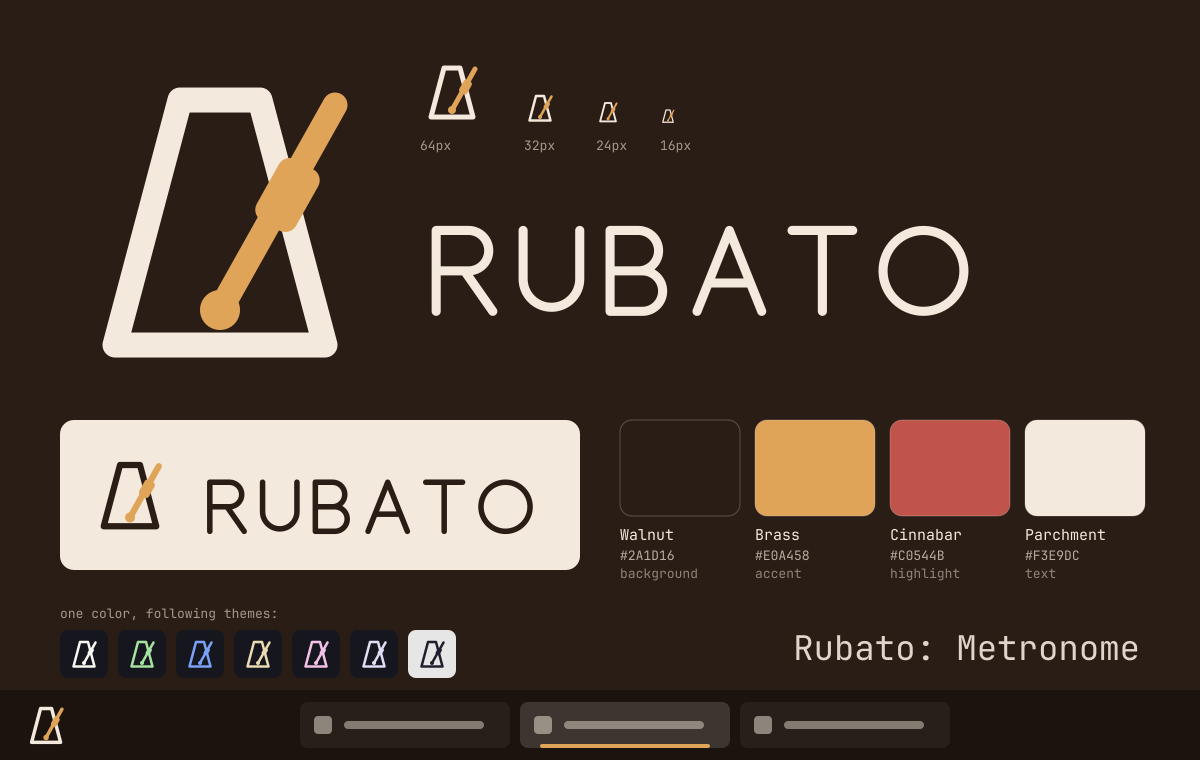 64px 32px 24px 16px
RUBATO
RUBATO
Walnut Brass Cinnabar Parchment
#2A1D16 #E0A458 #C0544B #F3E9DC
background accent highlight text
one color, following themes:
Rubato: Metronome